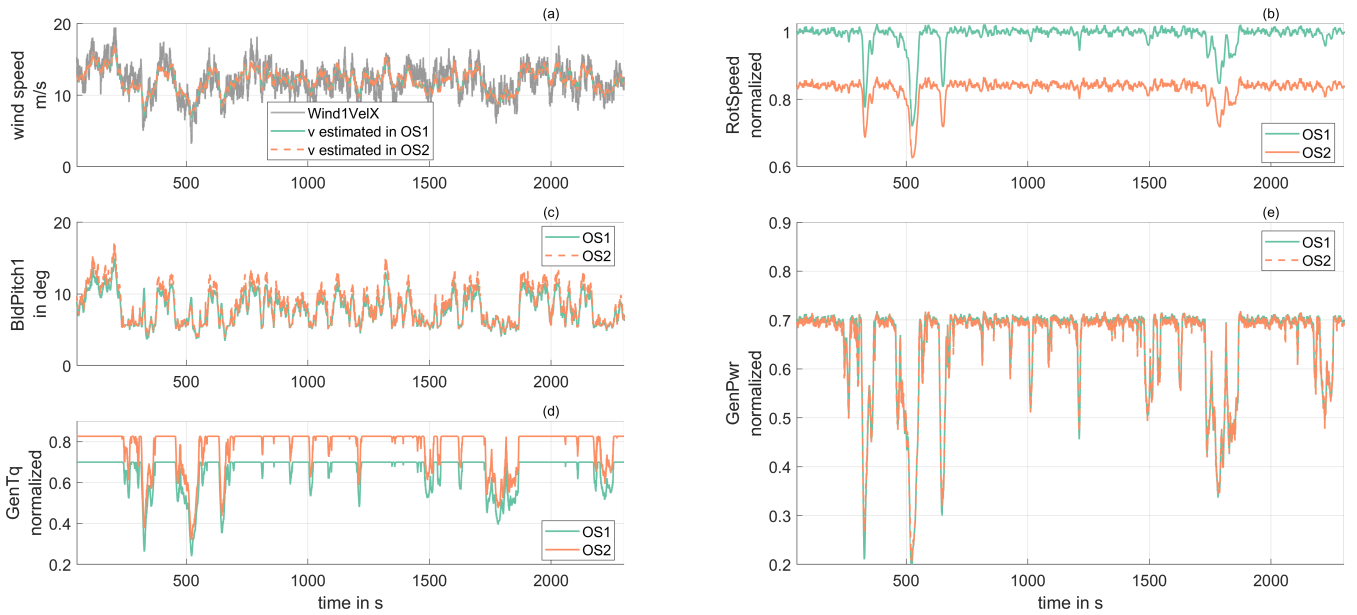 (a)
20
10
0
wind speed
m/s
Wind1VelX
v estimated in OS1
v estimated in OS2
500
1000
1500
2000
(b)
1
0.8
0.6
RotSpeed
normalized
OS1
OS2
500
1000
1500
2000
(c)
20
10
0
BldPitch1
in deg
OS1
OS2
500
1000
1500
2000
(d)
0.8
0.6
0.4
0.2
GenTq
normalized
OS1
OS2
500
1000
1500
2000
time in s
(e)
0.9
0.8
0.7
0.6
0.5
0.4
0.3
0.2
GenPwr
normalized
OS1
OS2
500
1000
1500
2000
time in s